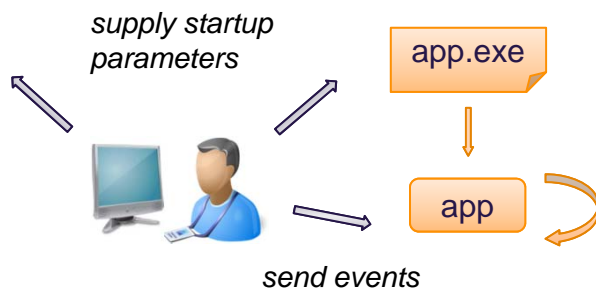 supply startup
parameters
app.exe
app
send events